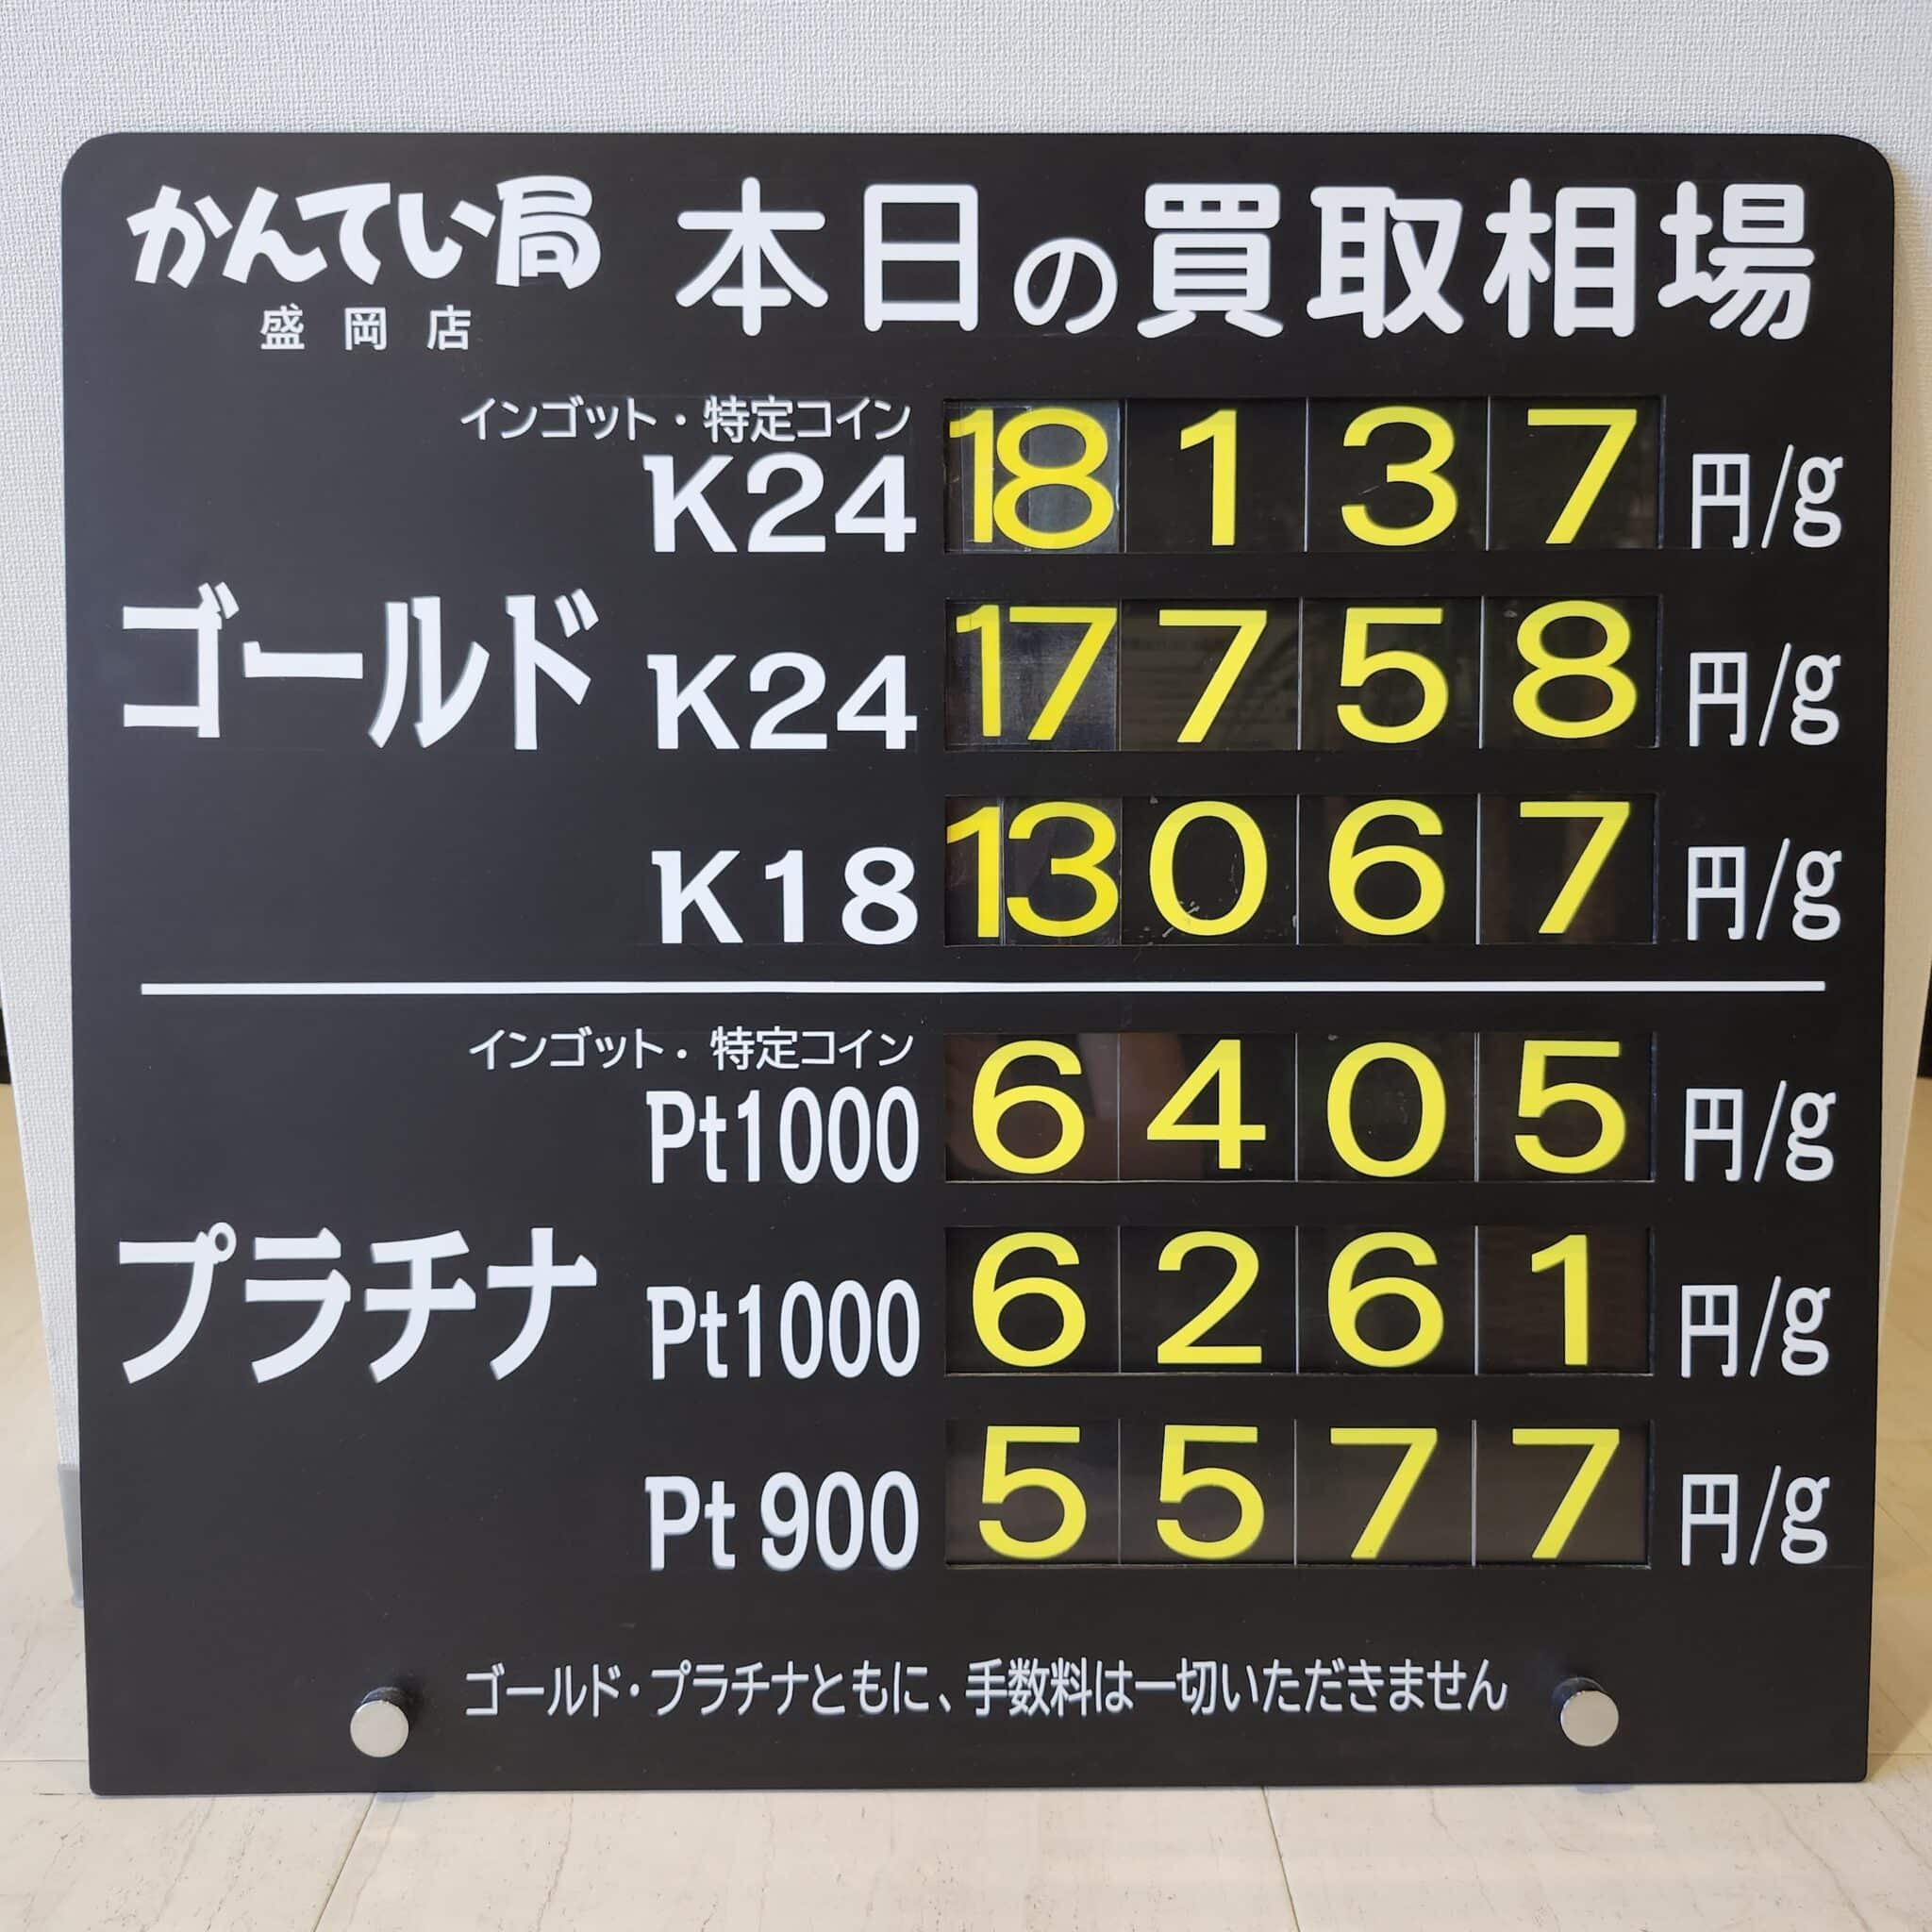 かんてい局 本日の買取相場
盛岡店
インゴット・特定コイン
K24 18137 円/g
ゴールド K24 17758 円/g
K18 13067 円/g
インゴット・特定コイン
Pt1000 6405 円/g
プラチナ Pt1000 6261 円/g
Pt 900 5577 円/g
ゴールド・プラチナともに、手数料は一切いただきません